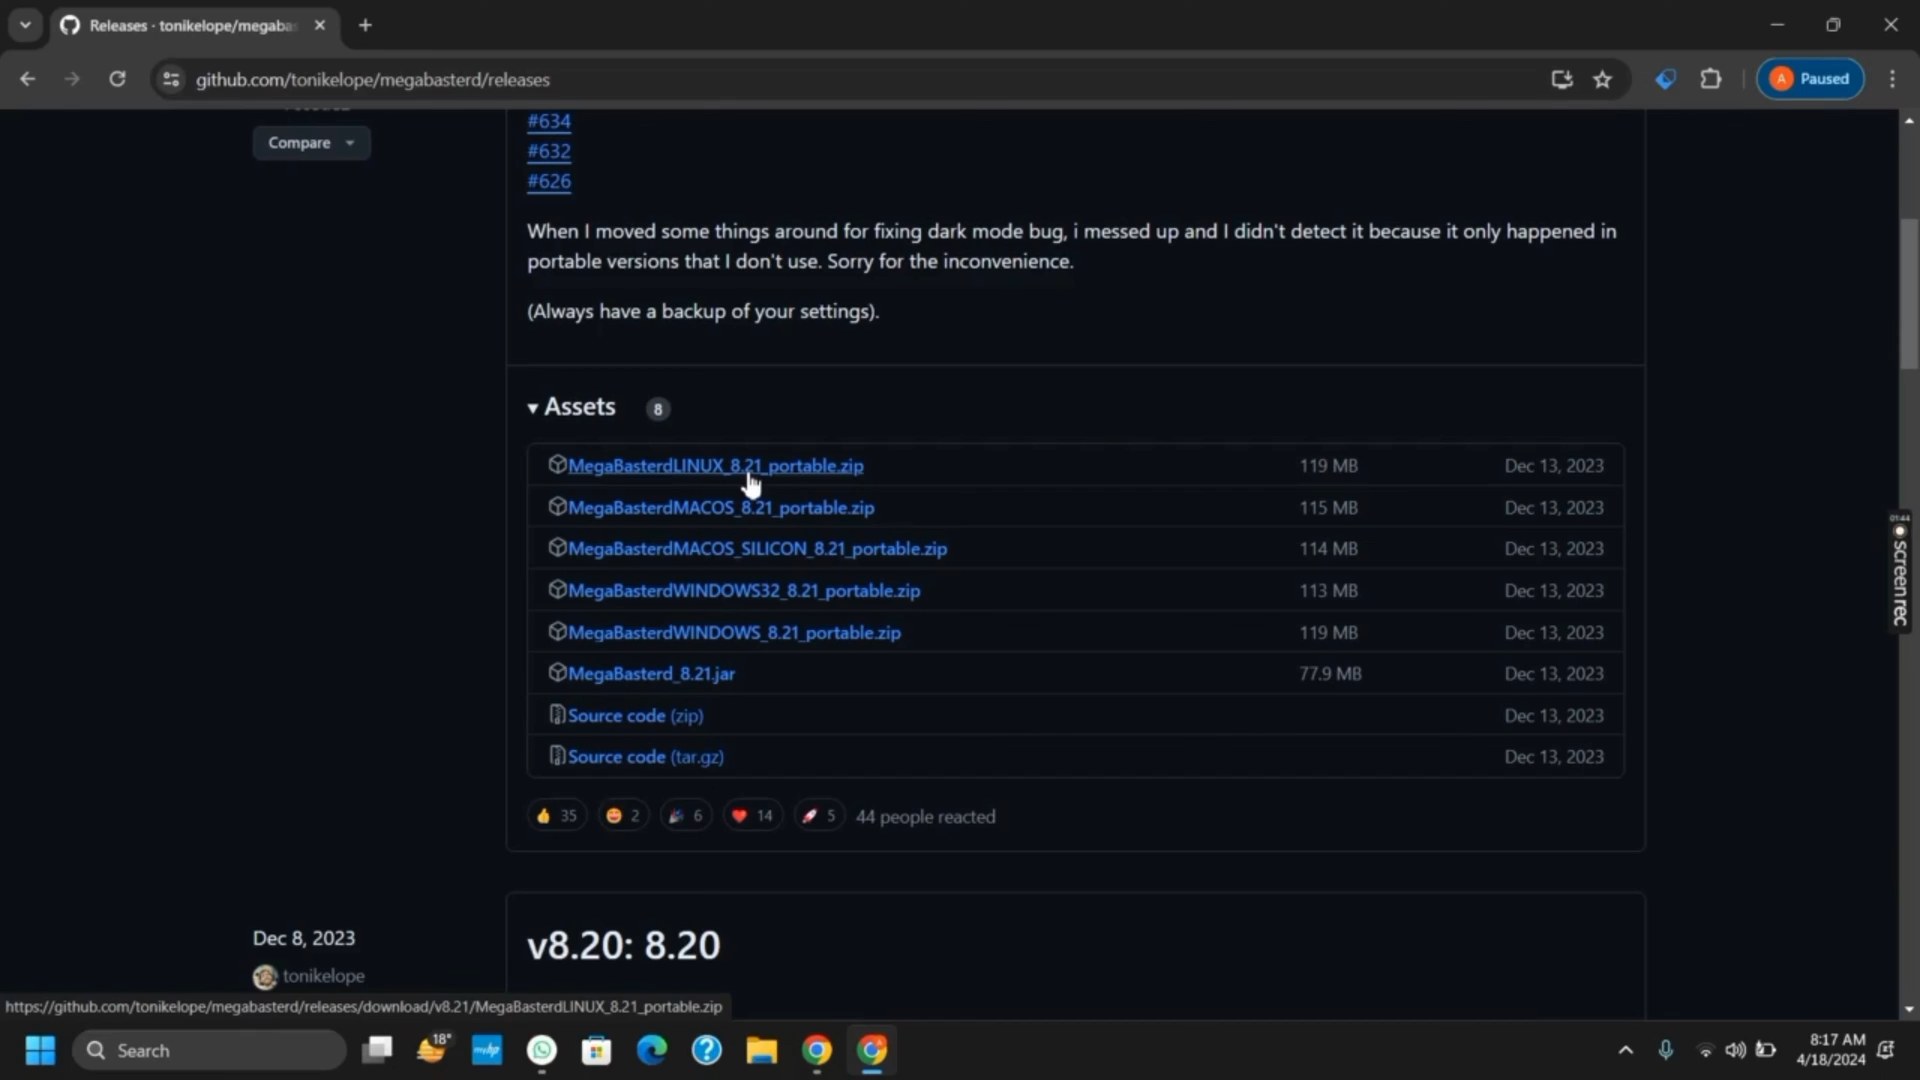 Releases · tonikelope/megaba
github.com/tonikelope/megabasterd/releases
A Paused
Compare
#634
#632
#626
When I moved some things around for fixing dark mode bug, i messed up and I didn't detect it because it only happened in
portable versions that I don't use. Sorry for the inconvenience.
(Always have a backup of your settings).
Assets 8
MegaBasterdLINUX_8.21_portable.zip 119 MB Dec 13, 2023
MegaBasterdMACOS_8.21_portable.zip 115 MB Dec 13, 2023
MegaBasterdMACOS_SILICON_8.21_portable.zip 114 MB Dec 13, 2023
MegaBasterdWINDOWS32_8.21_portable.zip 113 MB Dec 13, 2023
MegaBasterdWINDOWS_8.21_portable.zip 119 MB Dec 13, 2023
MegaBasterd_8.21.jar 77.9 MB Dec 13, 2023
Source code (zip) Dec 13, 2023
Source code (tar.gz) Dec 13, 2023
35 2 6 14 5 44 people reacted
01:44
screenrec
Dec 8, 2023
v8.20: 8.20
tonikelope
https://github.com/tonikelope/megabasterd/releases/download/v8.21/MegaBasterdLINUX_8.21_portable.zip
Search
18°
myhp
8:17 AM
4/18/2024